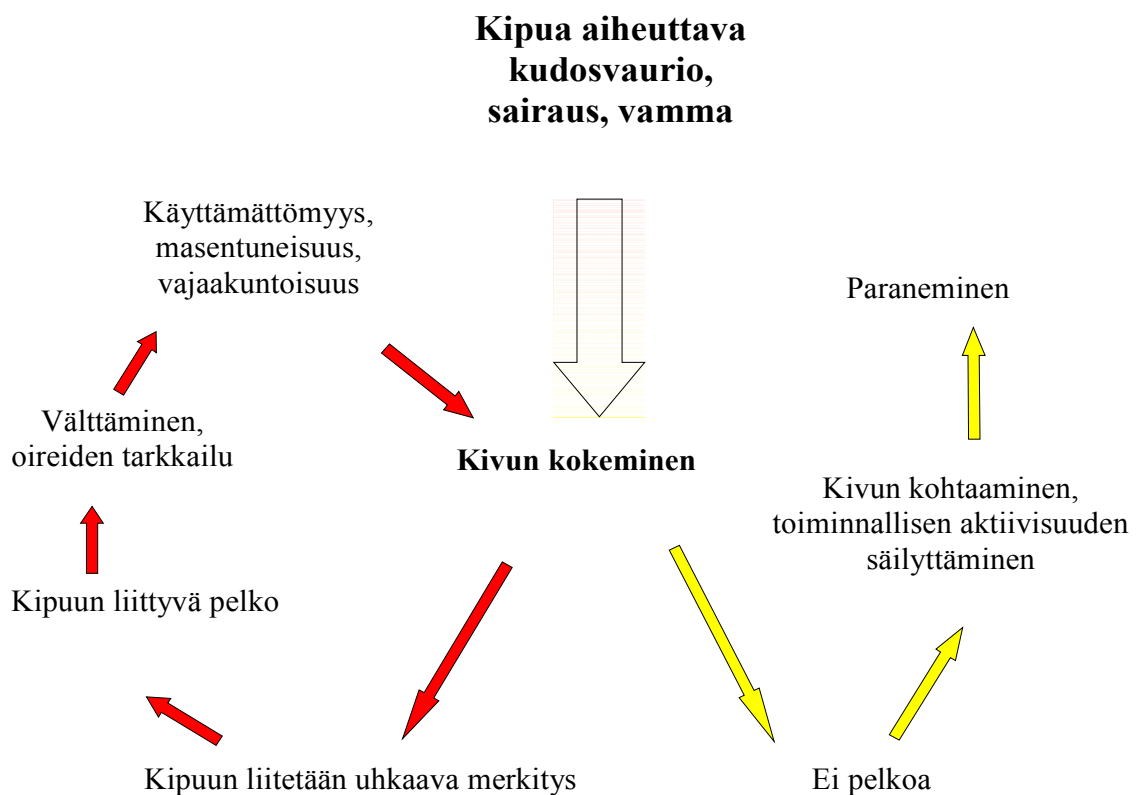 Kipua aiheuttava
kudosvaurio,
sairaus, vamma
Käyttämättömyys,
masentuneisuus,
vajaakuntoisuus
Paraneminen
Välttäminen,
oireiden tarkkailu
Kivun kokeminen
Kivun kohtaaminen,
toiminnallisen aktiivisuuden
säilyttäminen
Kipuun liittyvä pelko
Kipuun liitetään uhkaava merkitys
Ei pelkoa